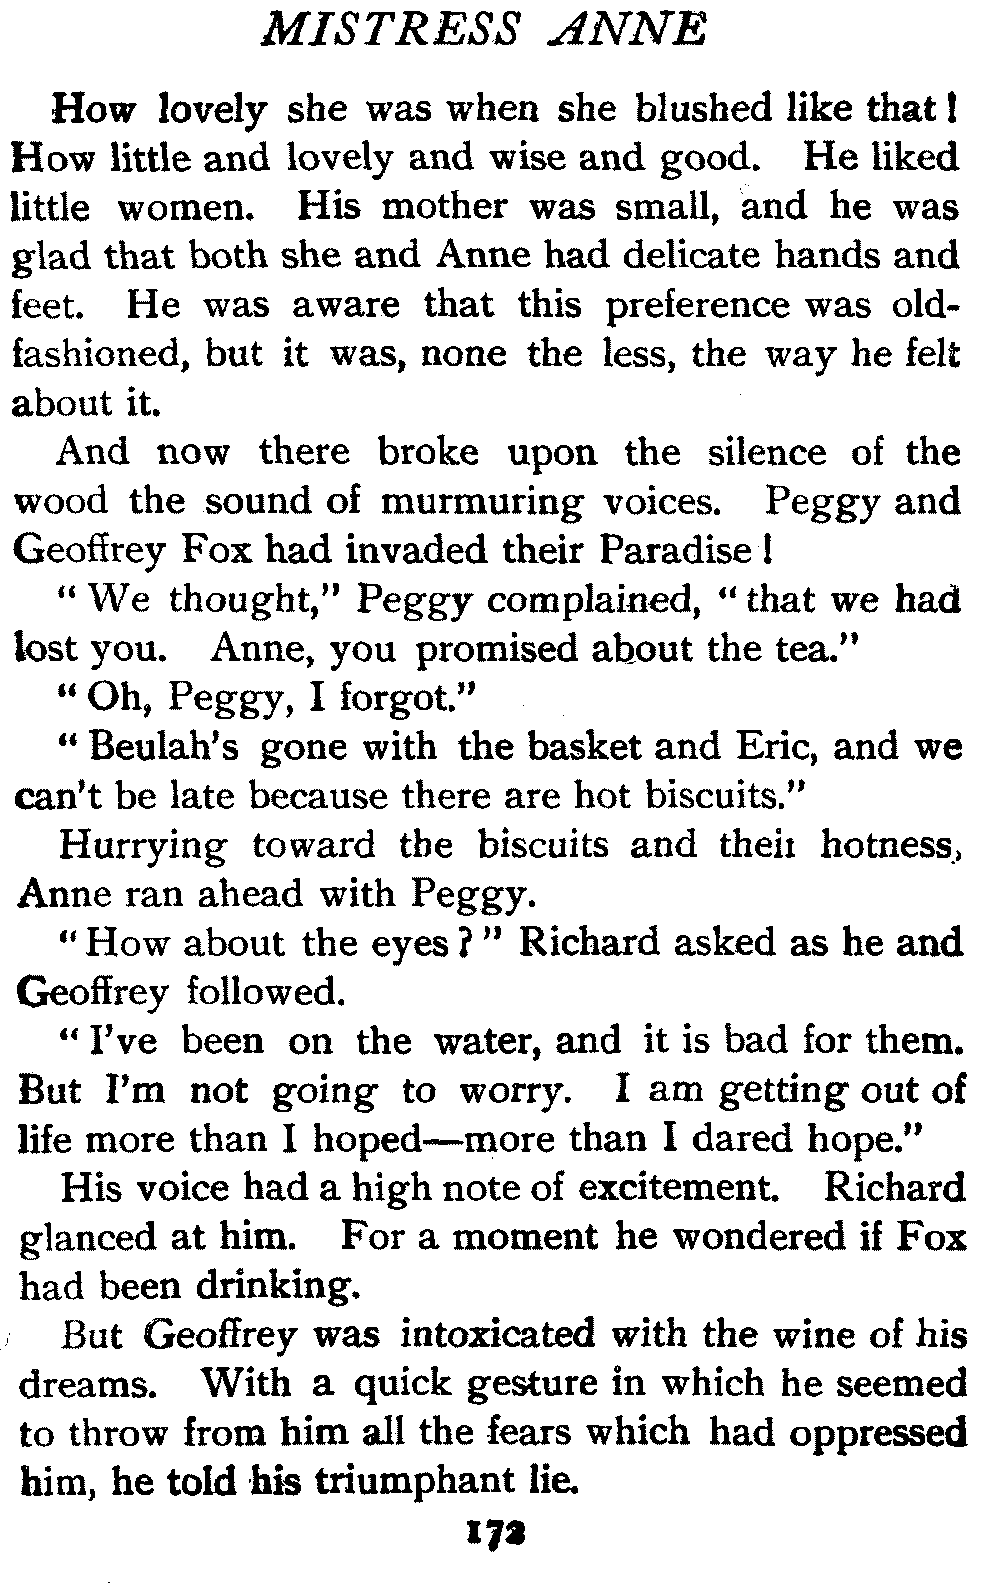 MISTRESS ANNE
How lovely she was when she blushed like that!
How little and lovely and wise and good. He liked
little women. His mother was small, and he was
glad that both she and Anne had delicate hands and
feet. He was aware that this preference was old-
fashioned, but it was, none the less, the way he felt
about it.
And now there broke upon the silence of the
wood the sound of murmuring voices. Peggy and
Geoffrey Fox had invaded their Paradise!
"We thought," Peggy complained, "that we had
lost you. Anne, you promised about the tea."
"Oh, Peggy, I forgot."
"Beulah's gone with the basket and Eric, and we
can't be late because there are hot biscuits."
Hurrying toward the biscuits and their hotness,
Anne ran ahead with Peggy.
"How about the eyes?" Richard asked as he and
Geoffrey followed.
"I've been on the water, and it is bad for them.
But I'm not going to worry. I am getting out of
life more than I hoped—more than I dared hope."
His voice had a high note of excitement. Richard
glanced at him. For a moment he wondered if Fox
had been drinking.
But Geoffrey was intoxicated with the wine of his
dreams. With a quick gesture in which he seemed
to throw from him all the fears which had oppressed
him, he told his triumphant lie.
172